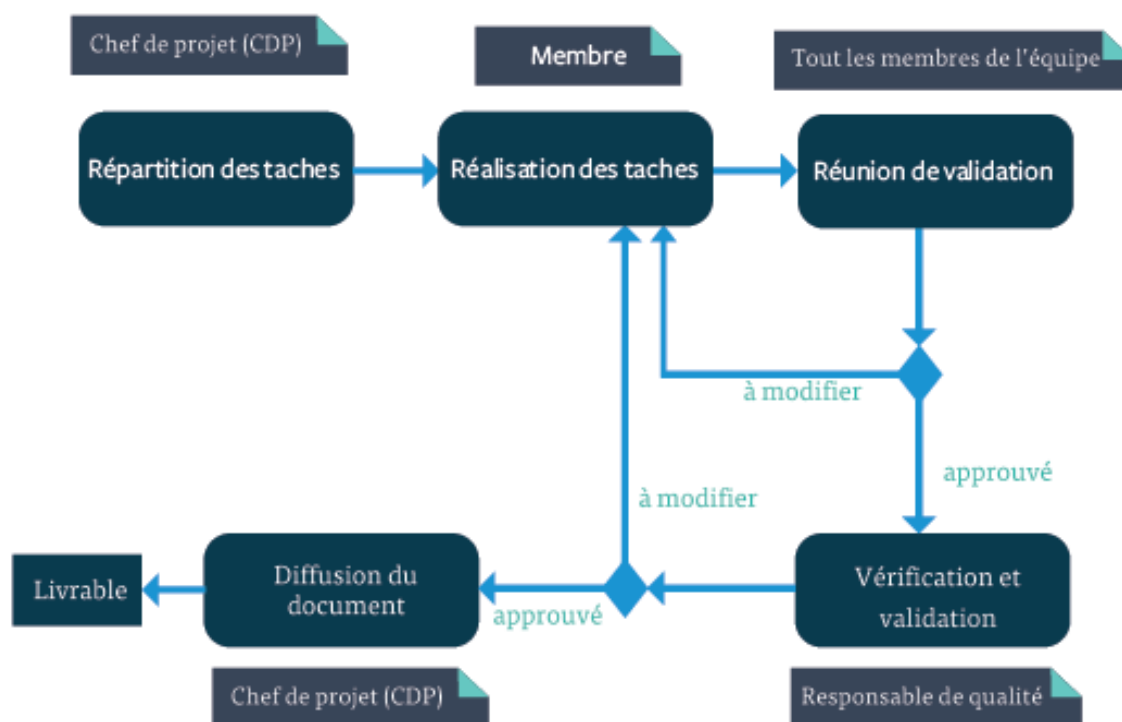 Chef de projet (CDP)
Membre
Tout les membres de l'équipe
Répartition des taches
Réalisation des taches
Réunion de validation
à modifier
approuvé
à modifier
Livrable
Diffusion du
document
approuvé
Vérification et
validation
Chef de projet (CDP)
Responsable de qualité